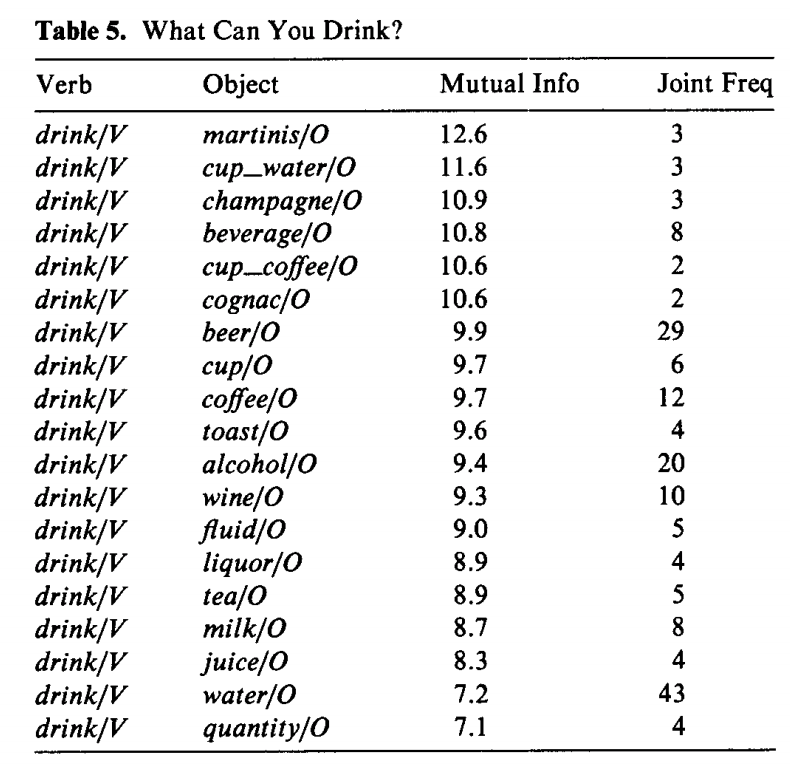 Table 5. What Can You Drink?
Verb Object Mutual Info Joint Freq
drink/V martinis/O 12.6 3
drink/V cup_water/O 11.6 3
drink/V champagne/O 10.9 3
drink/V beverage/O 10.8 8
drink/V cup_coffee/O 10.6 2
drink/V cognac/O 10.6 2
drink/V beer/O 9.9 29
drink/V cup/O 9.7 6
drink/V coffee/O 9.7 12
drink/V toast/O 9.6 4
drink/V alcohol/O 9.4 20
drink/V wine/O 9.3 10
drink/V fluid/O 9.0 5
drink/V liquor/O 8.9 4
drink/V tea/O 8.9 5
drink/V milk/O 8.7 8
drink/V juice/O 8.3 4
drink/V water/O 7.2 43
drink/V quantity/O 7.1 4